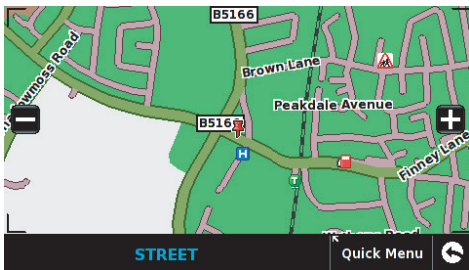 B5166
Brown Lane
Peakdale Avenue
B516
Finney Lane
H
T
STREET
Quick Menu